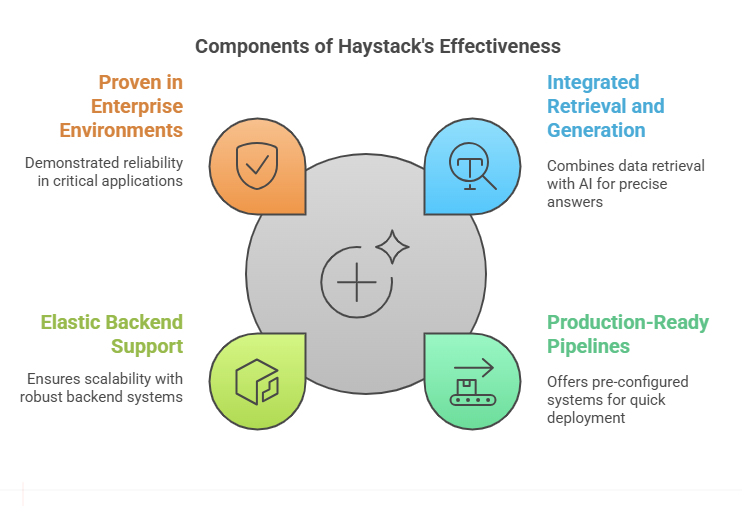 Components of Haystack's Effectiveness
Proven in
Enterprise
Environments
Demonstrated reliability
in critical applications
Integrated
Retrieval and
Generation
Combines data retrieval
with AI for precise
answers
Elastic Backend
Support
Ensures scalability with
robust backend systems
Production-Ready
Pipelines
Offers pre-configured
systems for quick
deployment